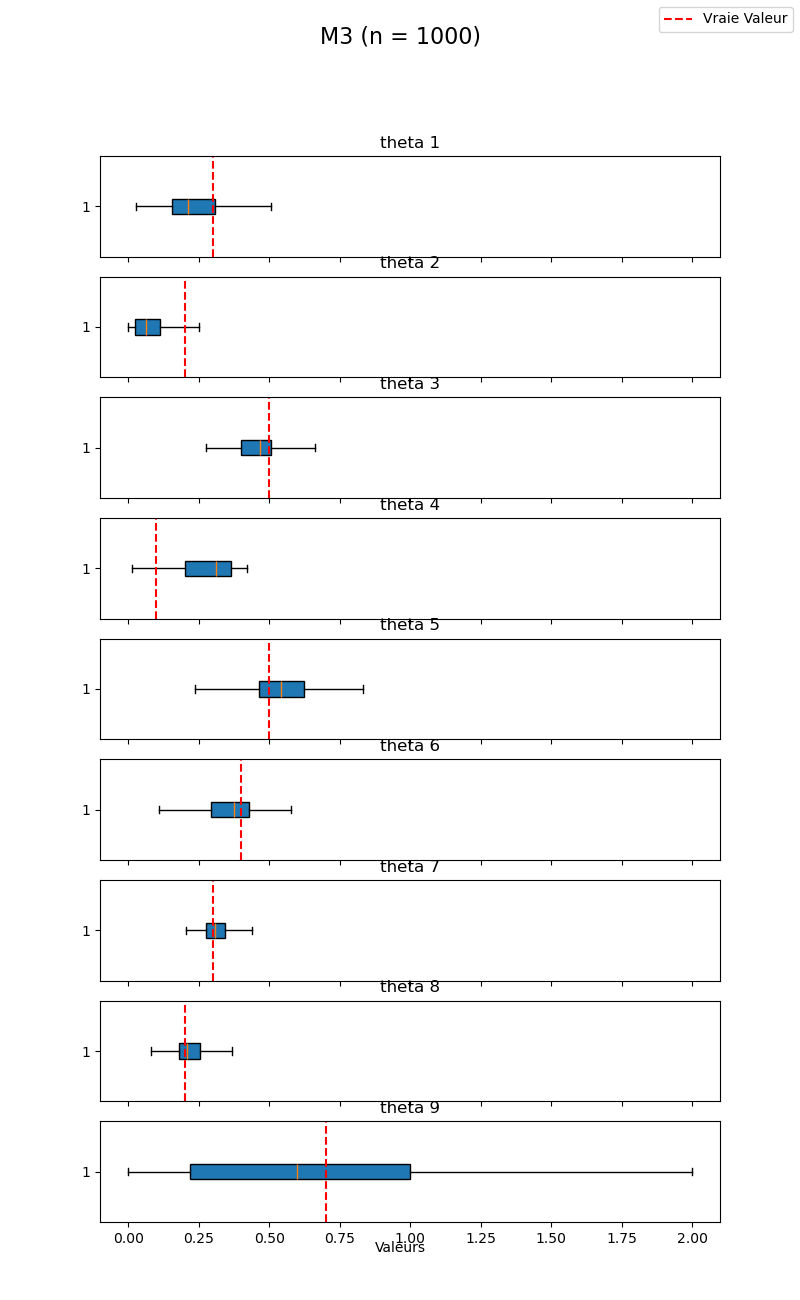 Vraie Valeur
M3 (n = 1000)
theta 1
1
theta 2
1
theta 3
1
theta 4
1
theta 5
1
theta 6
1
theta 7
1
theta 8
1
theta 9
1
0.00 0.25 0.50 0.75 1.00 1.25 1.50 1.75 2.00
Valeurs